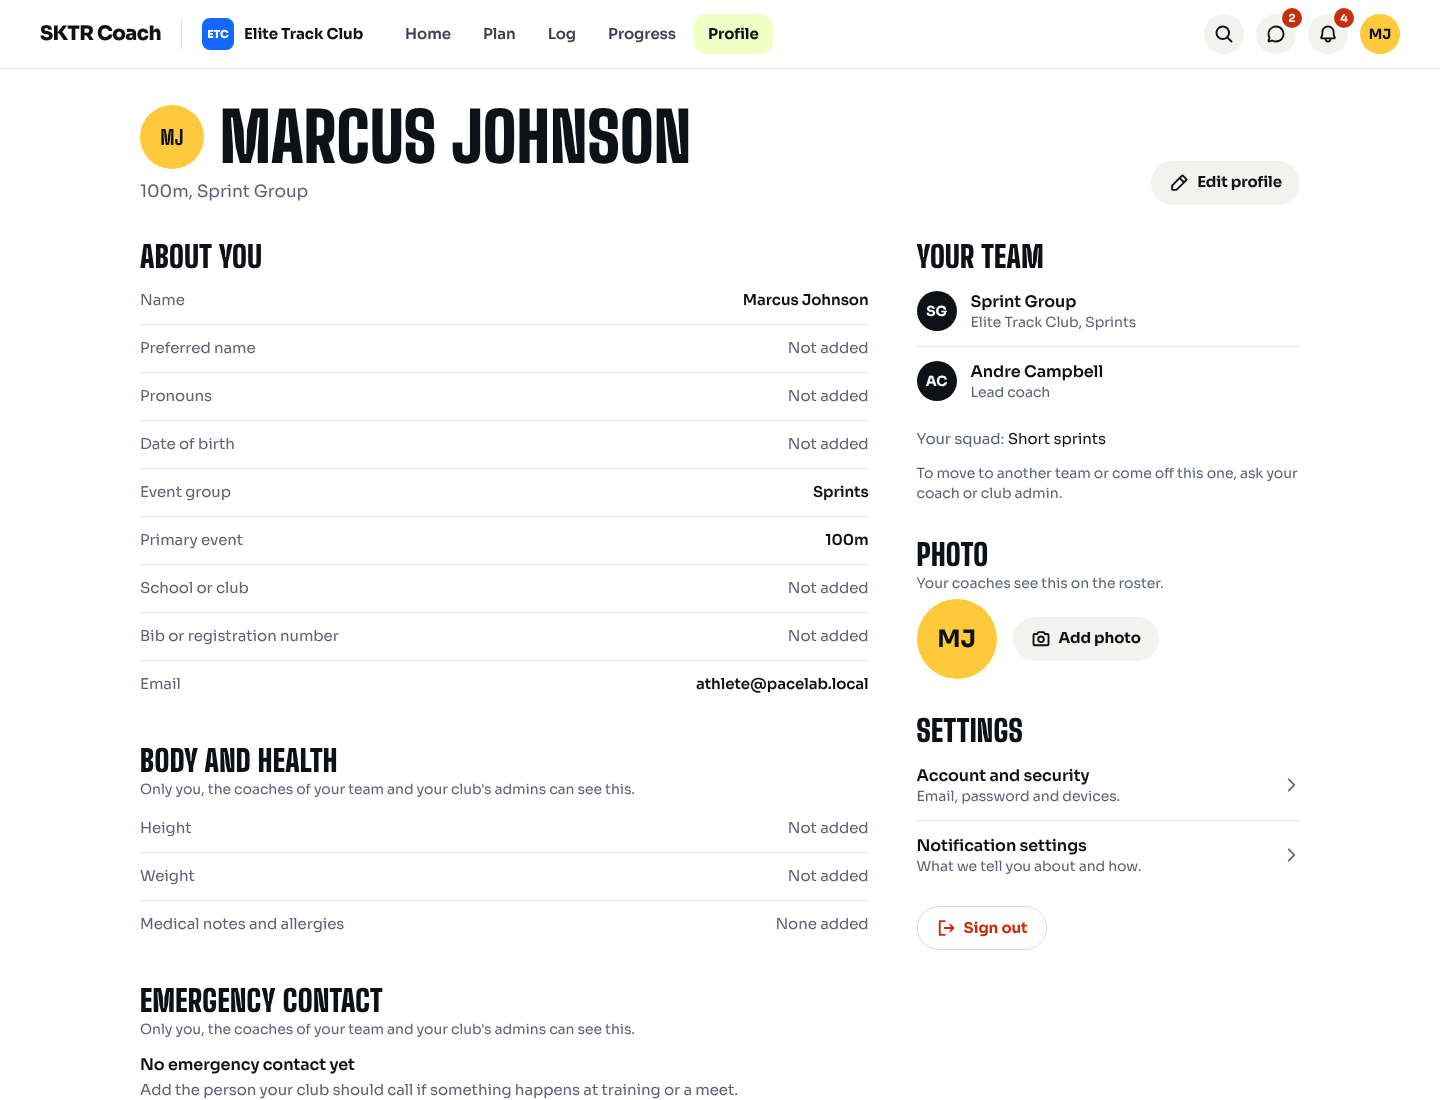 SKTR Coach
ETC
Elite Track Club
Home
Plan
Log
Progress
Profile
2
4
MJ
MJ
MARCUS JOHNSON
100m, Sprint Group
Edit profile
ABOUT YOU
Name
Marcus Johnson
Preferred name
Not added
Pronouns
Not added
Date of birth
Not added
Event group
Sprints
Primary event
100m
School or club
Not added
Bib or registration number
Not added
Email
athlete@pacelab.local
BODY AND HEALTH
Only you, the coaches of your team and your club's admins can see this.
Height
Not added
Weight
Not added
Medical notes and allergies
None added
EMERGENCY CONTACT
Only you, the coaches of your team and your club's admins can see this.
No emergency contact yet
Add the person your club should call if something happens at training or a meet.
YOUR TEAM
SG
Sprint Group
Elite Track Club, Sprints
AC
Andre Campbell
Lead coach
Your squad: Short sprints
To move to another team or come off this one, ask your
coach or club admin.
PHOTO
Your coaches see this on the roster.
MJ
Add photo
SETTINGS
Account and security
Email, password and devices.
Notification settings
What we tell you about and how.
Sign out